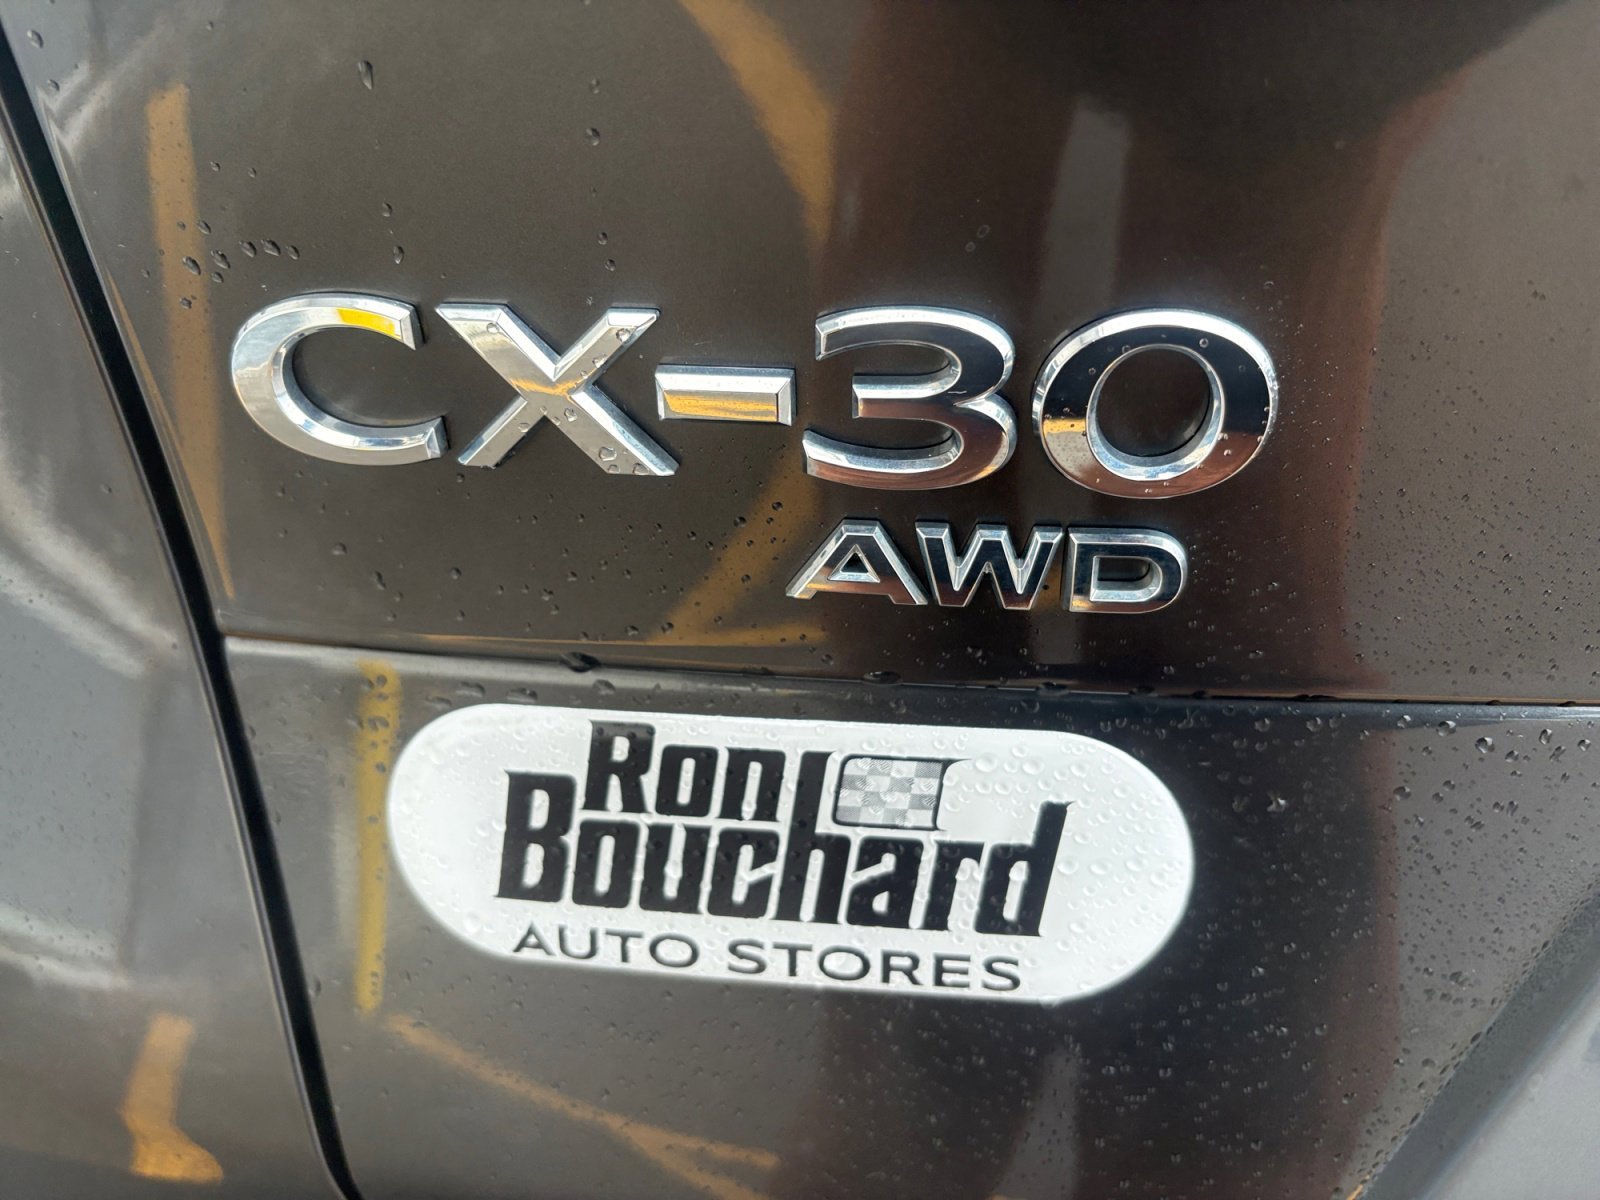 CX-30
AWD
Ron
Bouchard
AUTO STORES